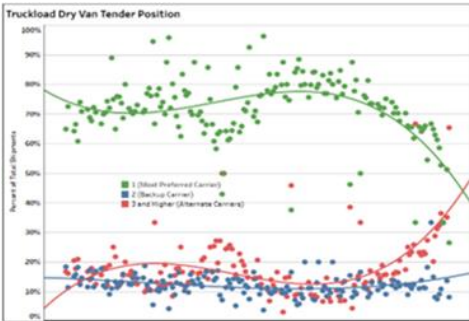 Truckload Dry Van Tender Position
100%
90%
80%
70%
60%
Percent of Total Shipments
50%
1 (Most Preferred Carrier)
2 (Backup Carrier)
3 and Higher (Alternate Carriers)
40%
30%
20%
10%
0%